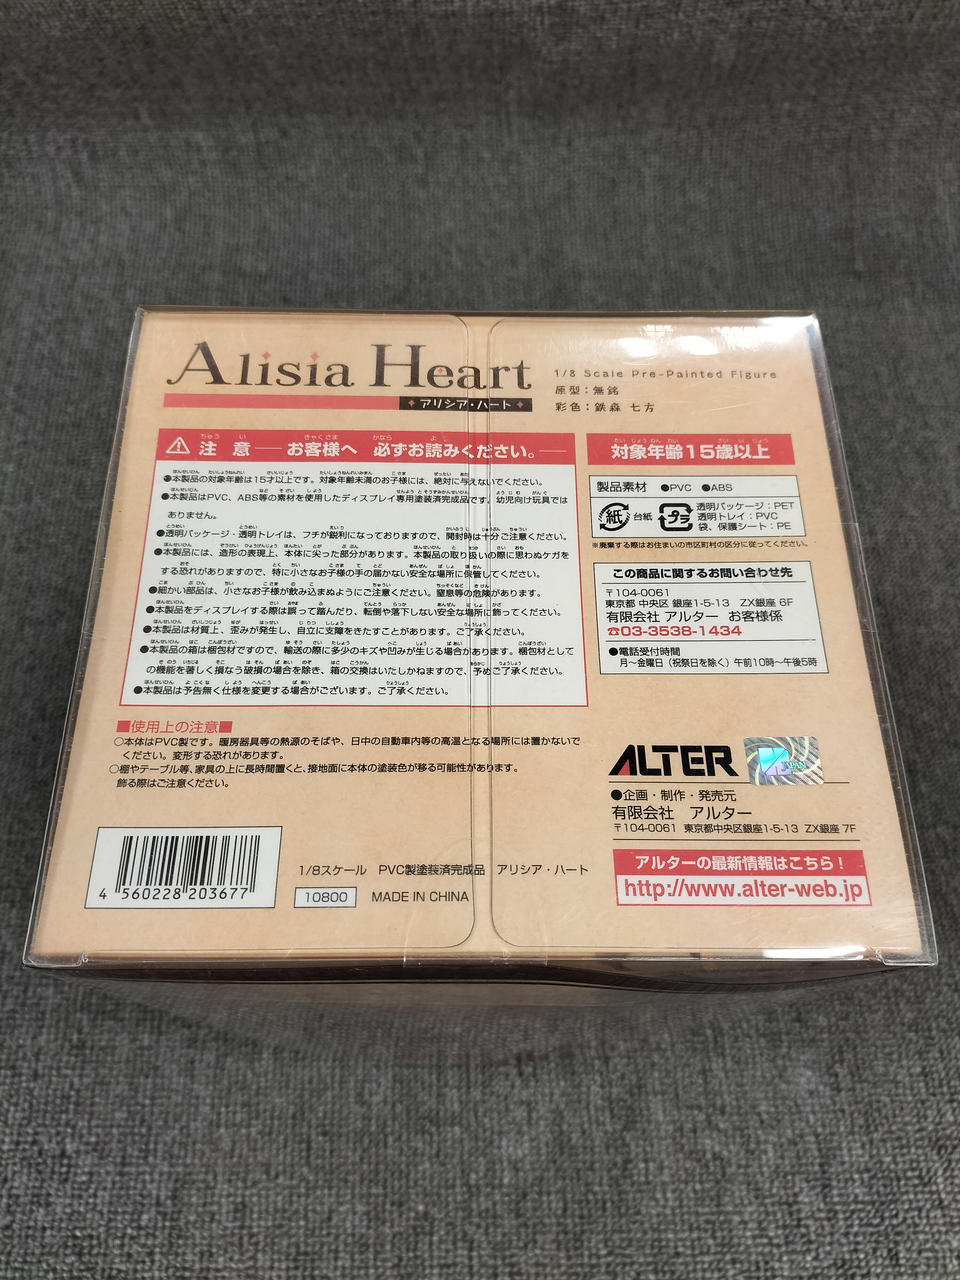 Alisia Heart
アリシア・ハート
1/8 Scale Pre-Painted Figure
原型：無銘
彩色：鉄森 七方
注意 ― お客様へ 必ずお読みください。―
●本製品の対象年齢は15才以上です。対象年齢未満のお子様には、絶対に与えないでください。
●本製品はPVC、ABS等の素材を使用したディスプレイ専用塗装済完成品です。幼児向け玩具では
ありません。
●透明パッケージ・透明トレイは、フチが鋭利になっておりますので、開封時は十分ご注意ください。
●本製品には、造形の表現上、本体に尖った部分があります。本製品の取り扱いの際に思わぬケガを
する恐れがありますので、特に小さなお子様の手の届かない安全な場所に保管してください。
●細かい部品は、小さなお子様が飲み込まぬようにご注意ください。窒息等の危険があります。
●本製品をディスプレイする際は誤って踏んだり、転倒や落下しない安全な場所に飾ってください。
●本製品は材質上、歪みが発生し、自立に支障をきたすことがあります。ご了承ください。
●本製品の箱は梱包材ですので、輸送の際に多少のキズや凹みが生じる場合があります。梱包材として
の機能を著しく損なう破損の場合を除き、箱の交換はいたしかねますので、予めご了承ください。
●本製品は予告無く仕様を変更する場合がございます。ご了承ください。
対象年齢15歳以上
製品素材 ●PVC ●ABS
紙 台紙 プラ 透明パッケージ：PET
透明トレイ：PVC
袋、保護シート：PE
※廃棄する際はお住まいの市区町村の区分に従ってください。
この商品に関するお問い合わせ先
〒104-0061
東京都 中央区 銀座1-5-13 ZX銀座 6F
有限会社 アルター お客様係
☎03-3538-1434
●電話受付時間
月〜金曜日（祝祭日を除く）午前10時〜午後5時
■使用上の注意■
○本体はPVC製です。暖房器具等の熱源のそばや、日中の自動車内等の高温となる場所には置かないで
ください。変形する恐れがあります。
○棚やテーブル等、家具の上に長時間置くと、接地面に本体の塗装色が移る可能性があります。
飾る際はご注意ください。
ALTER
JAPAN
●企画・制作・発売元
有限会社 アルター
〒104-0061 東京都中央区銀座1-5-13 ZX銀座 7F
アルターの最新情報はこちら！
http://www.alter-web.jp
4 560228 203677
1/8スケール PVC製塗装済完成品 アリシア・ハート
10800 MADE IN CHINA